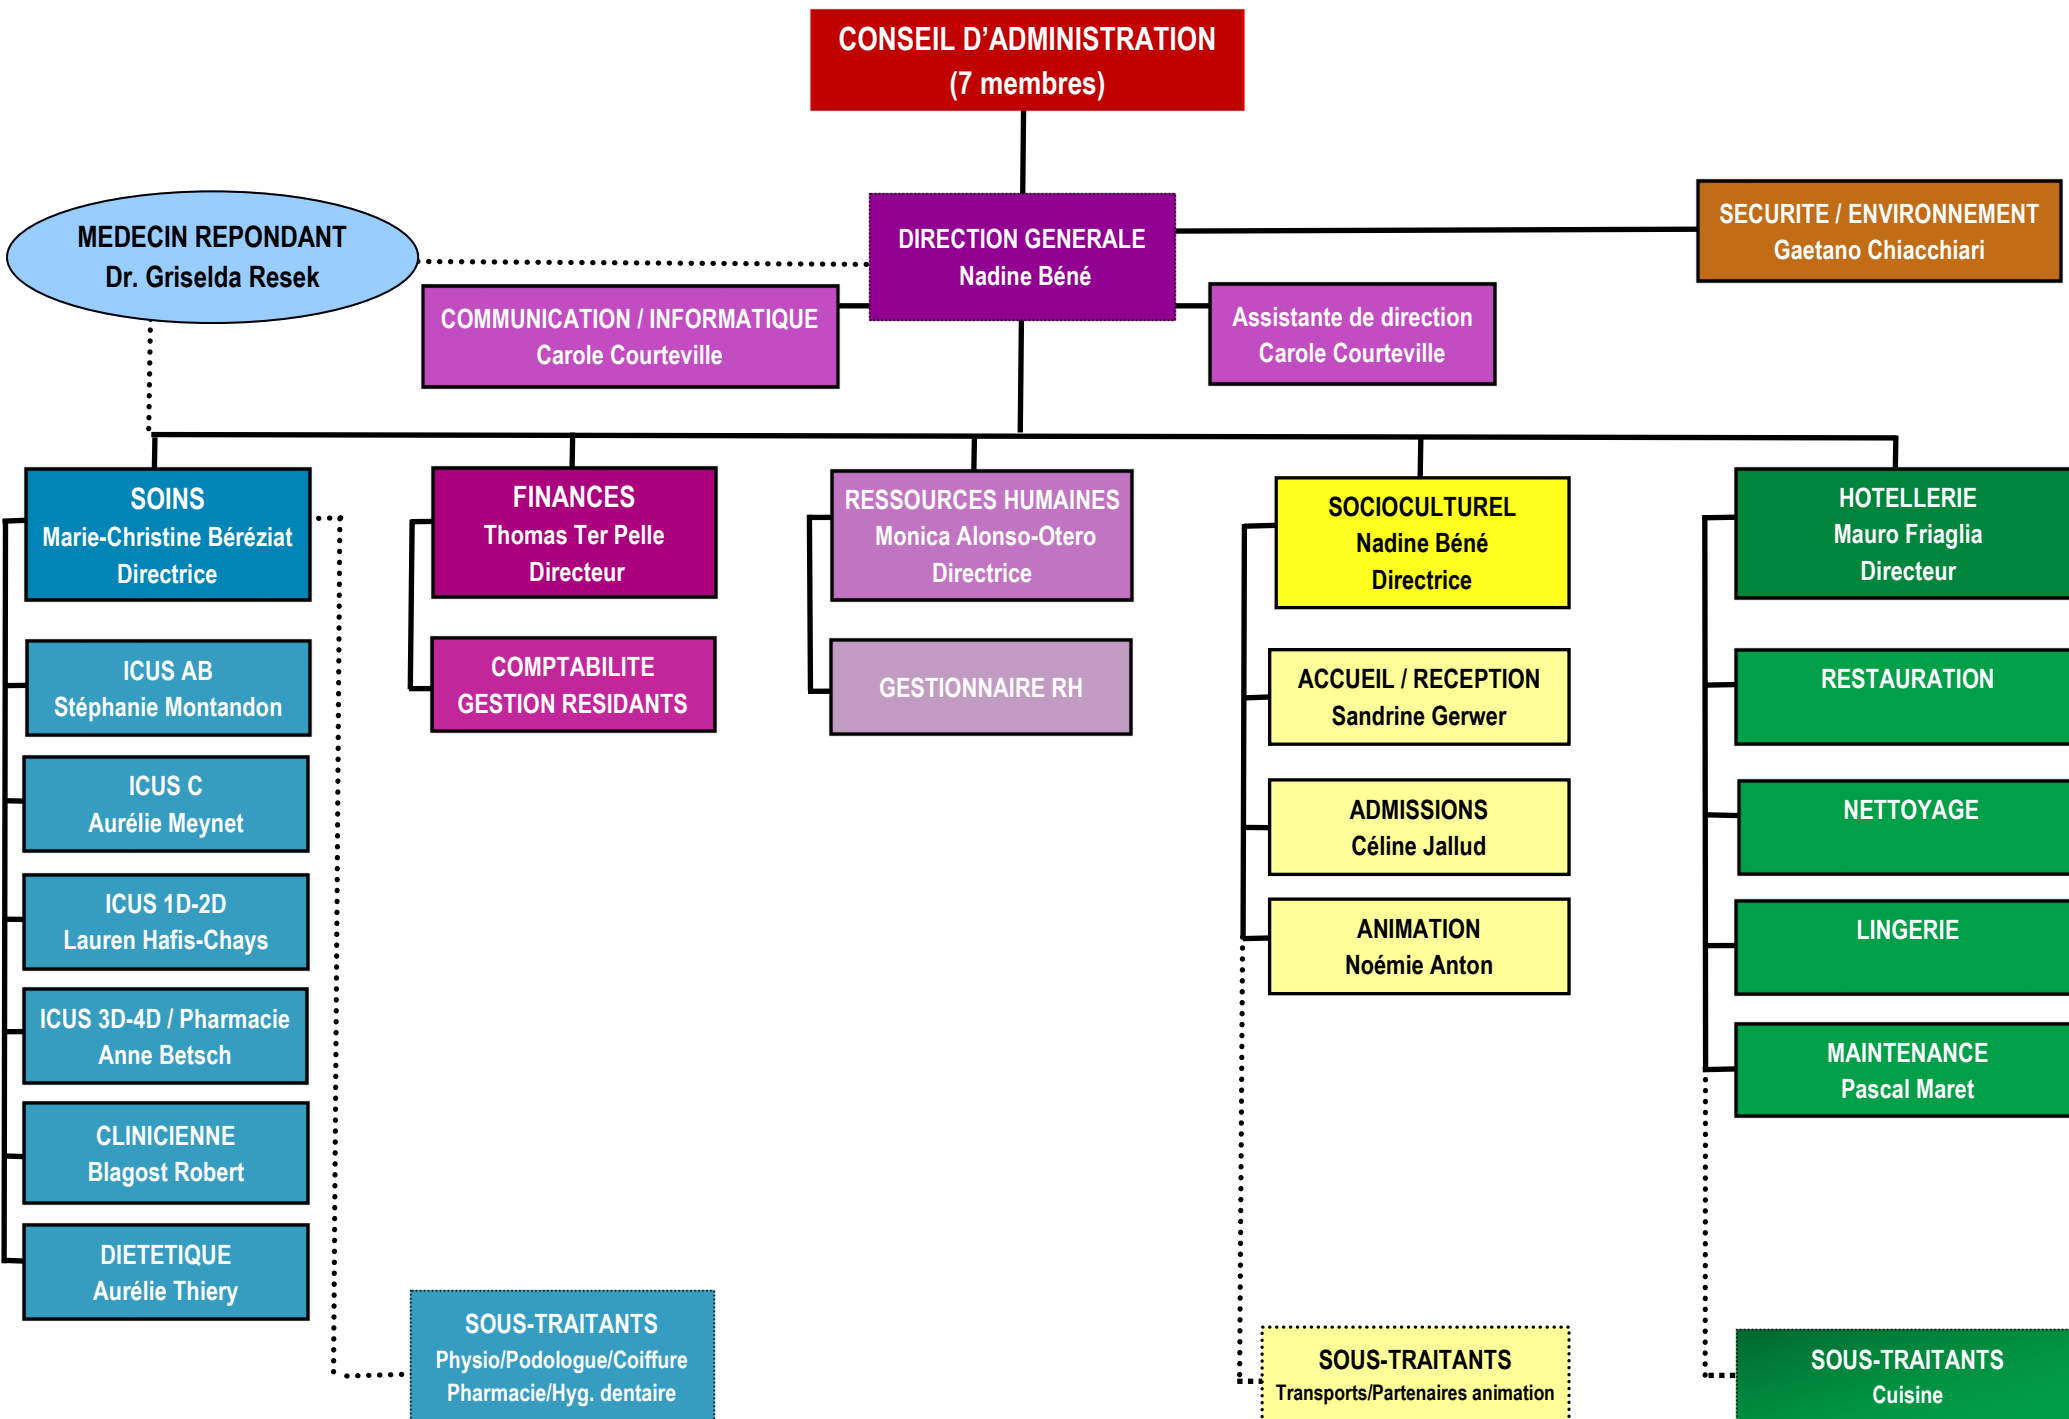 CONSEIL D'ADMINISTRATION
(7 membres)
MEDECIN REPONDANT
Dr. Griselda Resek
DIRECTION GENERALE
Nadine Béné
SECURITE / ENVIRONNEMENT
Gaetano Chiacchiari
COMMUNICATION / INFORMATIQUE
Carole Courteville
Assistante de direction
Carole Courteville
SOINS
Marie-Christine Béréziat
Directrice
ICUS AB
Stéphanie Montandon
ICUS C
Aurélie Meynet
ICUS 1D-2D
Lauren Hafis-Chays
ICUS 3D-4D / Pharmacie
Anne Betsch
CLINICIENNE
Blagost Robert
DIETETIQUE
Aurélie Thiery
SOUS-TRAITANTS
Physio/Podologue/Coiffure
Pharmacie/Hyg. dentaire
FINANCES
Thomas Ter Pelle
Directeur
COMPTABILITE
GESTION RESIDANTS
RESSOURCES HUMAINES
Monica Alonso-Otero
Directrice
GESTIONNAIRE RH
SOCIOCULTUREL
Nadine Béné
Directrice
ACCUEIL / RECEPTION
Sandrine Gerwer
ADMISSIONS
Céline Jallud
ANIMATION
Noémie Anton
SOUS-TRAITANTS
Transports/Partenaires animation
HOTELLERIE
Mauro Friaglia
Directeur
RESTAURATION
NETTOYAGE
LINGERIE
MAINTENANCE
Pascal Maret
SOUS-TRAITANTS
Cuisine